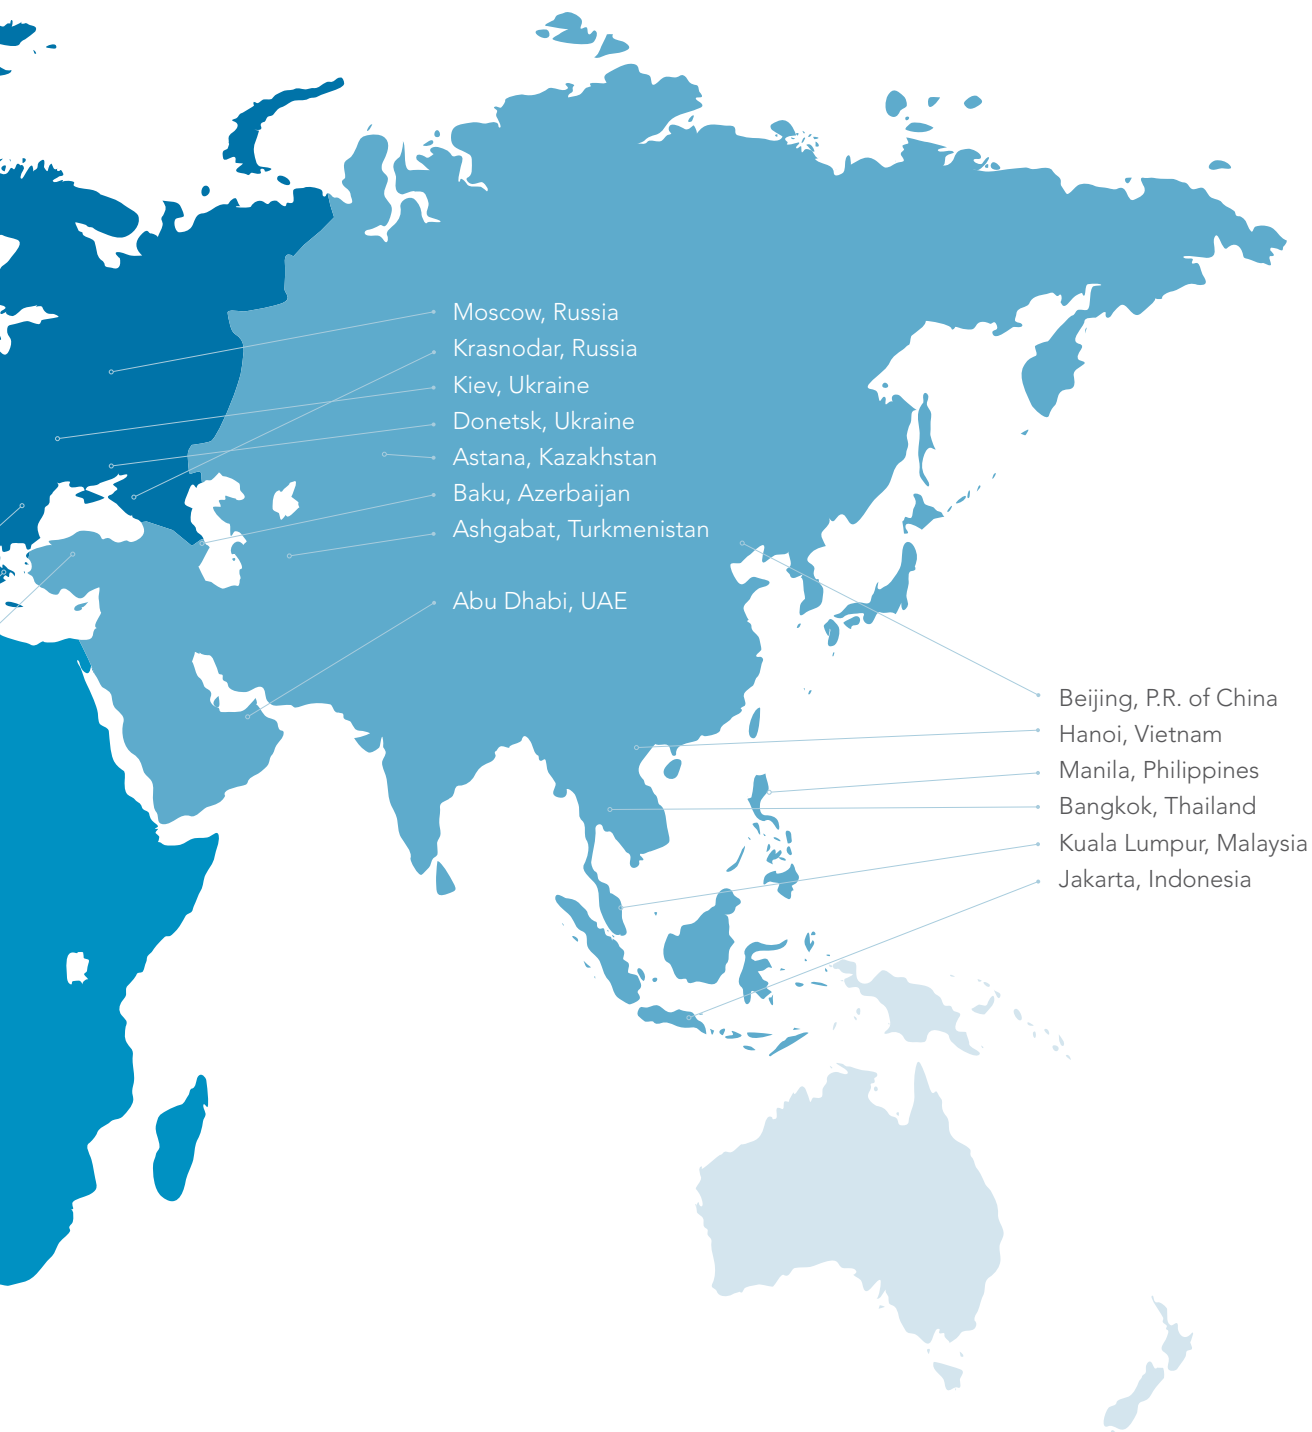 Moscow, Russia
Krasnodar, Russia
Kiev, Ukraine
Donetsk, Ukraine
Astana, Kazakhstan
Baku, Azerbaijan
Ashgabat, Turkmenistan
Abu Dhabi, UAE
Beijing, P.R. of China
Hanoi, Vietnam
Manila, Philippines
Bangkok, Thailand
Kuala Lumpur, Malaysia
Jakarta, Indonesia